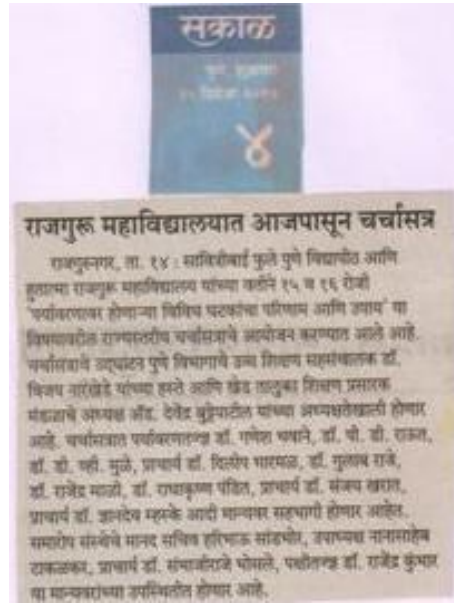 सकाळ
४
राजगुरू महाविद्यालयात आजपासून चर्चासत्र
राजगुरुनगर, ता. १४ : सावित्रीबाई फुले पुणे विद्यापीठ आणि
हुतात्मा राजगुरू महाविद्यालय यांच्या वतीने १५ व १६ रोजी
'पर्यावरणावर होणाऱ्या विविध घटकांचा परिणाम आणि उपाय' या
विषयावरील राज्यस्तरीय चर्चासत्राचे आयोजन करण्यात आले आहे.
चर्चासत्राचे उद्घाटन पुणे विभागाचे उच्च शिक्षण सहसंचालक डॉ.
विजय नारखेडे यांच्या हस्ते आणि खेड तालुका शिक्षण प्रसारक
मंडळाचे अध्यक्ष अॅड. देवेंद्र बुट्टेपाटील यांच्या अध्यक्षतेखाली होणार
आहे. चर्चासत्रात पर्यावरणतज्ज्ञ डॉ. गणेश चव्हाने, डॉ. पी. डी. राऊत,
डॉ. डी. व्ही. मुळे, प्राचार्य डॉ. दिलीप भारमळ, डॉ. गुलाब राजे,
डॉ. राजेंद्र माळी, डॉ. राधाकृष्ण पंडित, प्राचार्य डॉ. संजय खरात,
प्राचार्य डॉ. ज्ञानदेव म्हस्के आदी मान्यवर सहभागी होणार आहेत.
समारोप संस्थेचे मानद सचिव हरिभाऊ सांडभोर, उपाध्यक्ष नानासाहेब
टाकळकर, प्राचार्य डॉ. संभाजीराजे भोसले, पक्षीतज्ज्ञ डॉ. राजेंद्र कुंभार
या मान्यवरांच्या उपस्थितीत होणार आहे.